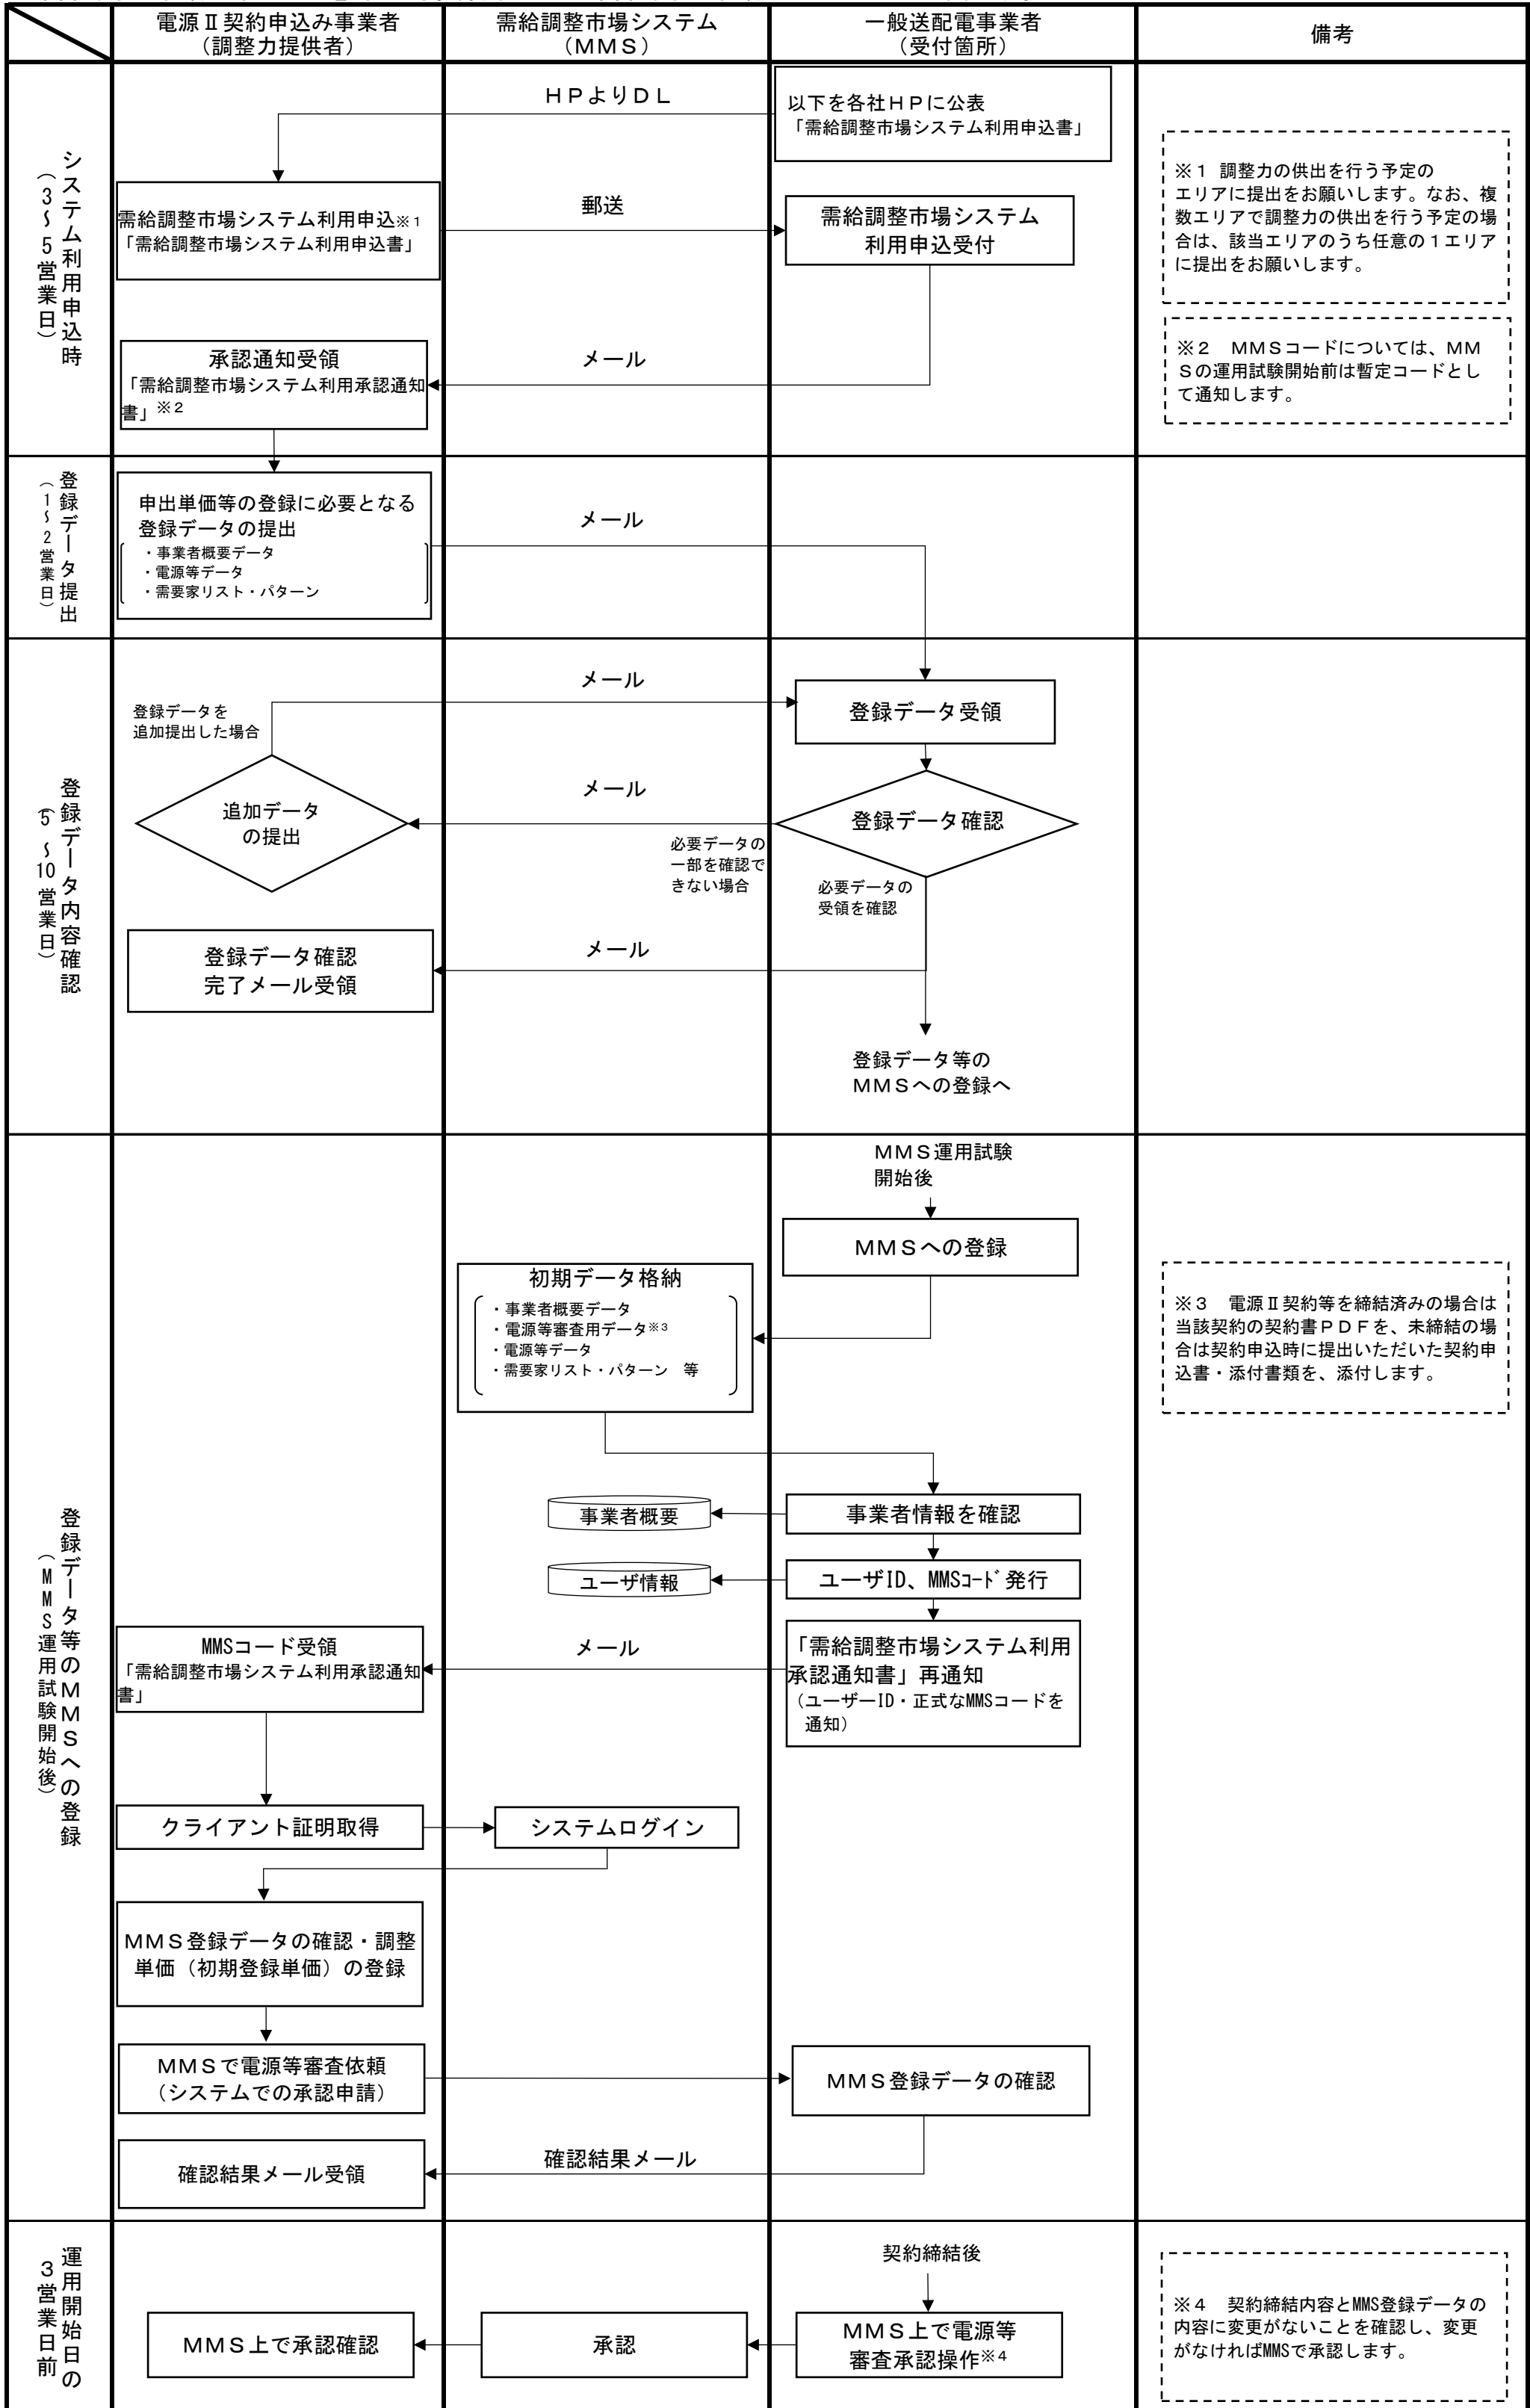 電源Ⅱ契約申込み事業者
（調整力提供者）
需給調整市場システム
（ＭＭＳ）
一般送配電事業者
（受付箇所）
備考
システム利用申込時
（３～５営業日）
ＨＰよりＤＬ
以下を各社ＨＰに公表
「需給調整市場システム利用申込書」
需給調整市場システム利用申込※1
「需給調整市場システム利用申込書」
郵送
需給調整市場システム
利用申込受付
承認通知受領
「需給調整市場システム利用承認通知
書」※2
メール
※１ 調整力の供出を行う予定の
エリアに提出をお願いします。なお、複
数エリアで調整力の供出を行う予定の場
合は、該当エリアのうち任意の１エリア
に提出をお願いします。
※２　ＭＭＳコードについては、ＭＭ
Ｓの運用試験開始前は暫定コードとし
て通知します。
登録データ提出
（１～２営業日）
申出単価等の登録に必要となる
登録データの提出
・事業者概要データ
・電源等データ
・需要家リスト・パターン
メール
登録データ内容確認
（５～10営業日）
登録データを
追加提出した場合
メール
登録データ受領
追加データ
の提出
メール
登録データ確認
必要データの
一部を確認で
きない場合
必要データの
受領を確認
登録データ確認
完了メール受領
メール
登録データ等の
ＭＭＳへの登録へ
登録データ等のＭＭＳへの登録
（ＭＭＳ運用試験開始後）
ＭＭＳ運用試験
開始後
ＭＭＳへの登録
初期データ格納
・事業者概要データ
・電源等審査用データ※3
・電源等データ
・需要家リスト・パターン　等
※３　電源Ⅱ契約等を締結済みの場合は
当該契約の契約書ＰＤＦを、未締結の場
合は契約申込時に提出いただいた契約申
込書・添付書類を、添付します。
事業者概要
事業者情報を確認
ユーザ情報
ユーザID、MMSｺｰﾄﾞ発行
MMSコード受領
「需給調整市場システム利用承認通知
書」
メール
「需給調整市場システム利用
承認通知書」再通知
（ユーザーID・正式なMMSコードを
通知）
クライアント証明取得
システムログイン
ＭＭＳ登録データの確認・調整
単価（初期登録単価）の登録
ＭＭＳで電源等審査依頼
（システムでの承認申請）
ＭＭＳ登録データの確認
確認結果メール受領
確認結果メール
運用開始日の
３営業日前
契約締結後
ＭＭＳ上で承認確認
承認
ＭＭＳ上で電源等
審査承認操作※4
※４　契約締結内容とMMS登録データの
内容に変更がないことを確認し、変更
がなければMMSで承認します。